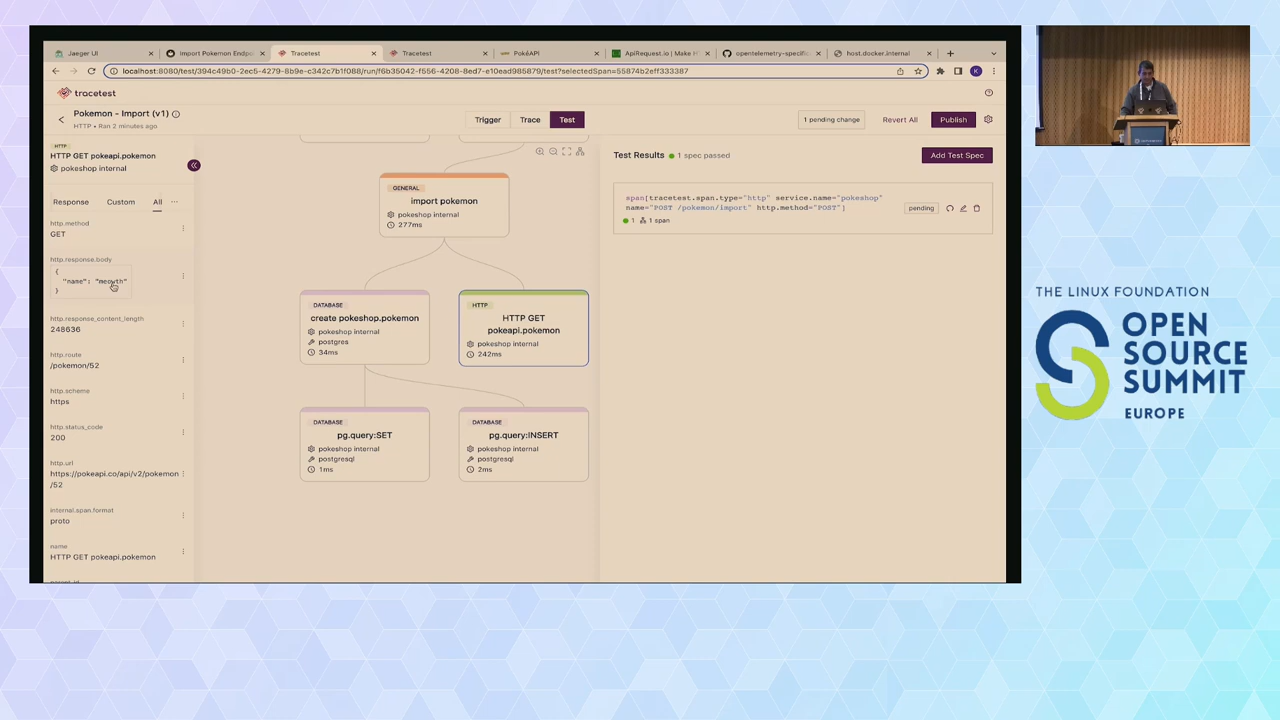 Jaeger UI
Import Pokemon Endpo
Tracetest
Tracetest
PokéAPI
ApiRequest.io | Make H
opentelemetry-specific
host.docker.internal
localhost:8080/test/394c49b0-2ec5-4279-8b9e-c342c7b1f088/run/f6b35042-f556-4208-8ed7-e10ead985879/test?selectedSpan=55874b2eff333387
K
tracetest
Pokemon - Import (v1)
HTTP • Ran 2 minutes ago
Trigger
Trace
Test
1 pending change
Revert All
Publish
HTTP
HTTP GET pokeapi.pokemon
pokeshop internal
Response
Custom
All
http.method
GET
http.response.body
{
"name": "meowth"
}
http.response_content_length
248636
http.route
/pokemon/52
http.scheme
https
http.status_code
200
http.url
https://pokeapi.co/api/v2/pokemon
/52
internal.span.format
proto
name
HTTP GET pokeapi.pokemon
GENERAL
import pokemon
pokeshop internal
277ms
DATABASE
create pokeshop.pokemon
pokeshop internal
postgres
34ms
HTTP
HTTP GET
pokeapi.pokemon
pokeshop internal
242ms
DATABASE
pg.query:SET
pokeshop internal
postgresql
1ms
DATABASE
pg.query:INSERT
pokeshop internal
postgresql
2ms
Test Results
1 spec passed
Add Test Spec
span[tracetest.span.type="http" service.name="pokeshop"
name="POST /pokemon/import" http.method="POST"]
1
1 span
pending
THE LINUX FOUNDATION
OPEN
SOURCE
SUMMIT
EUROPE